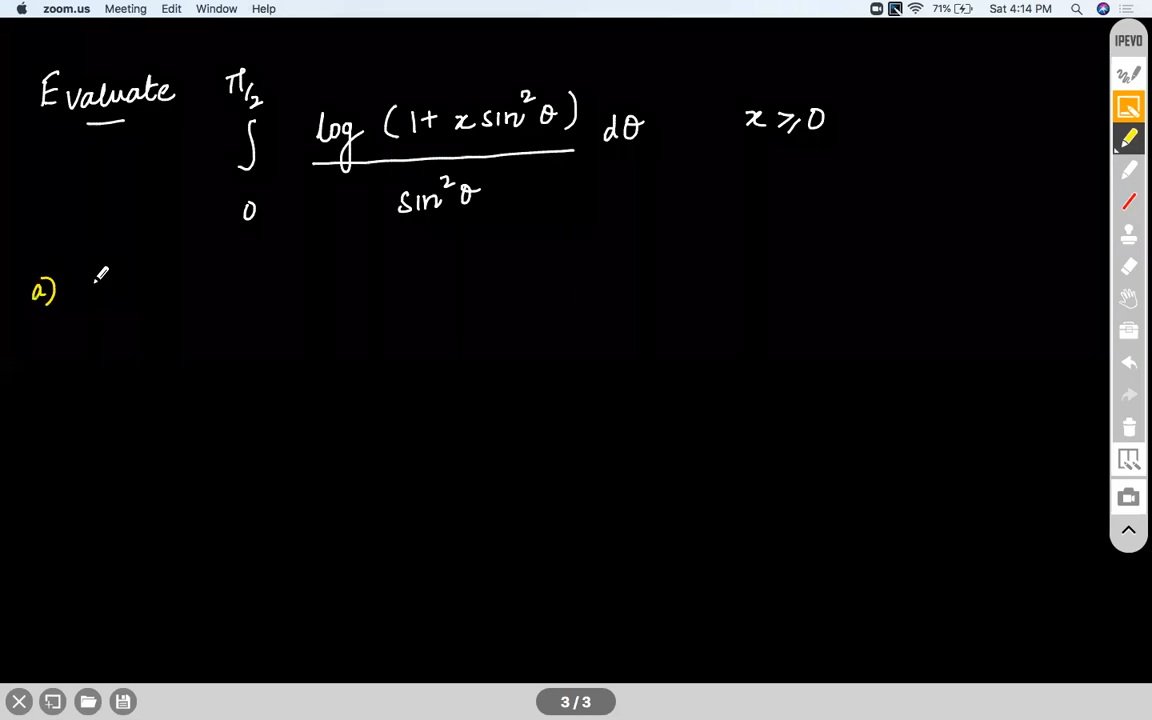 zoom.us Meeting Edit Window Help 71% Sat 4:14 PM
IPEVO
Evaluate ∫₀^{π/2} log (1 + x sin²θ) / sin²θ dθ x ⩾ 0
a)
3 / 3